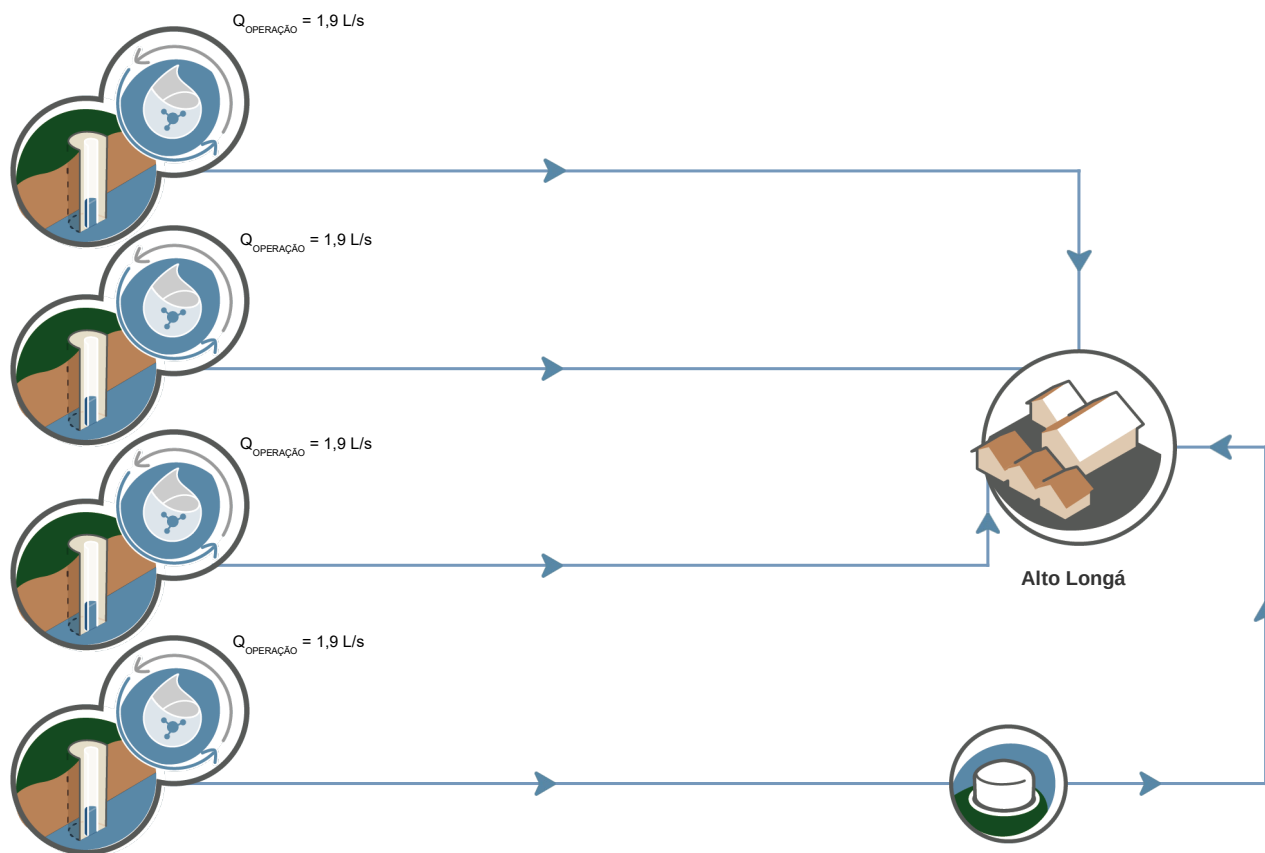 QOPERAÇÃO = 1,9 L/s
QOPERAÇÃO = 1,9 L/s
QOPERAÇÃO = 1,9 L/s
Alto Longá
QOPERAÇÃO = 1,9 L/s